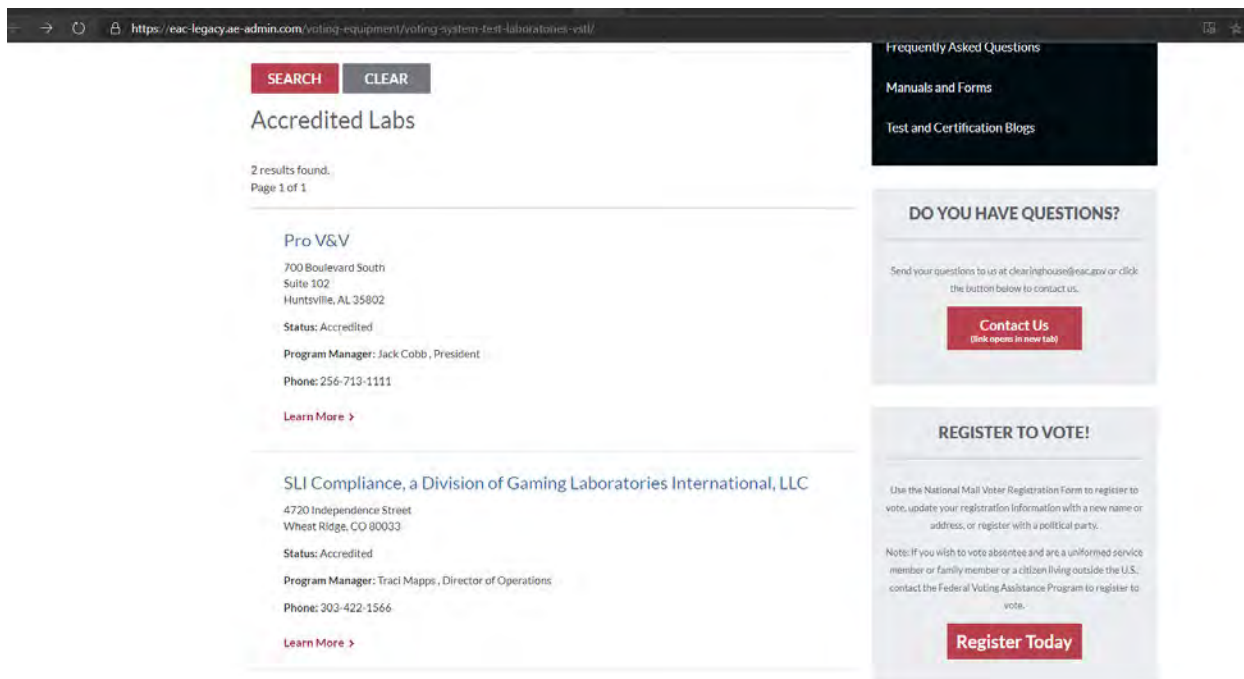 https://eac-legacy.ae-admin.com/voting-equipment/voting-system-test-laboratories-vstl/
SEARCH
CLEAR
Accredited Labs
2 results found.
Page 1 of 1
Pro V&V
700 Boulevard South
Suite 102
Huntsville, AL 35802
Status: Accredited
Program Manager: Jack Cobb , President
Phone: 256-713-1111
Learn More >
SLI Compliance, a Division of Gaming Laboratories International, LLC
4720 Independence Street
Wheat Ridge, CO 80033
Status: Accredited
Program Manager: Traci Mapps , Director of Operations
Phone: 303-422-1566
Learn More >
Frequently Asked Questions
Manuals and Forms
Test and Certification Blogs
DO YOU HAVE QUESTIONS?
Send your questions to us at clearinghouse@eac.gov or click
the button below to contact us.
Contact Us
(link opens in new tab)
REGISTER TO VOTE!
Use the National Mail Voter Registration Form to register to
vote, update your registration information with a new name or
address, or register with a political party.
Note: If you wish to vote absentee and are a uniformed service
member or family member or a citizen living outside the U.S.,
contact the Federal Voting Assistance Program to register to
vote.
Register Today